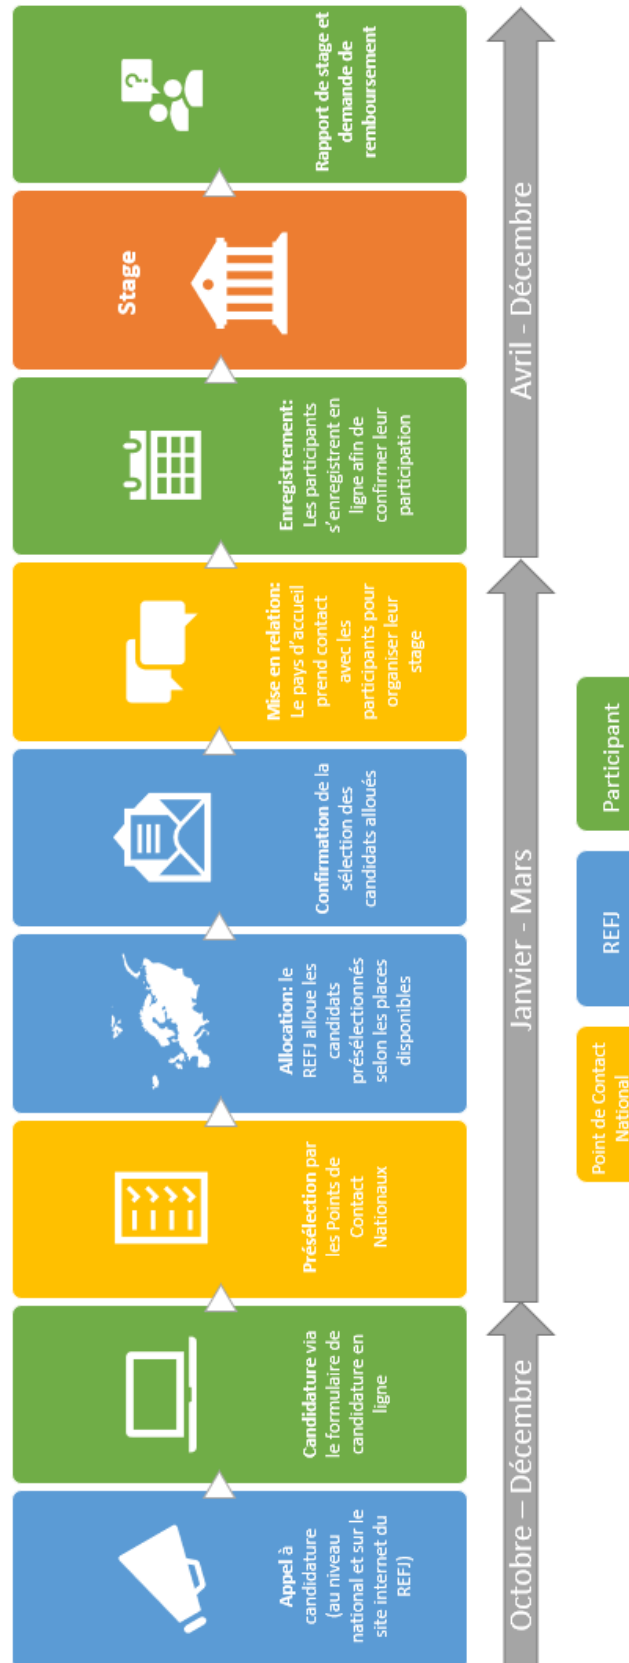 Appel à
candidature
(au niveau
national et sur le
site internet du
REFJ)
Candidature via
le formulaire de
candidature en
ligne
Présélection par
les Points de
Contact
Nationaux
Allocation: le
REFJ alloue les
candidats
présélectionnés
selon les places
disponibles
Confirmation de la
sélection des
candidats alloués
Mise en relation:
Le pays d'accueil
prend contact
avec les
participants pour
organiser leur
stage
Enregistrement:
Les participants
s'enregistrent en
ligne afin de
confirmer leur
participation
Stage
?
Rapport de stage et
demande de
remboursement
Octobre – Décembre
Janvier - Mars
Avril - Décembre
Point de Contact
National
REFJ
Participant